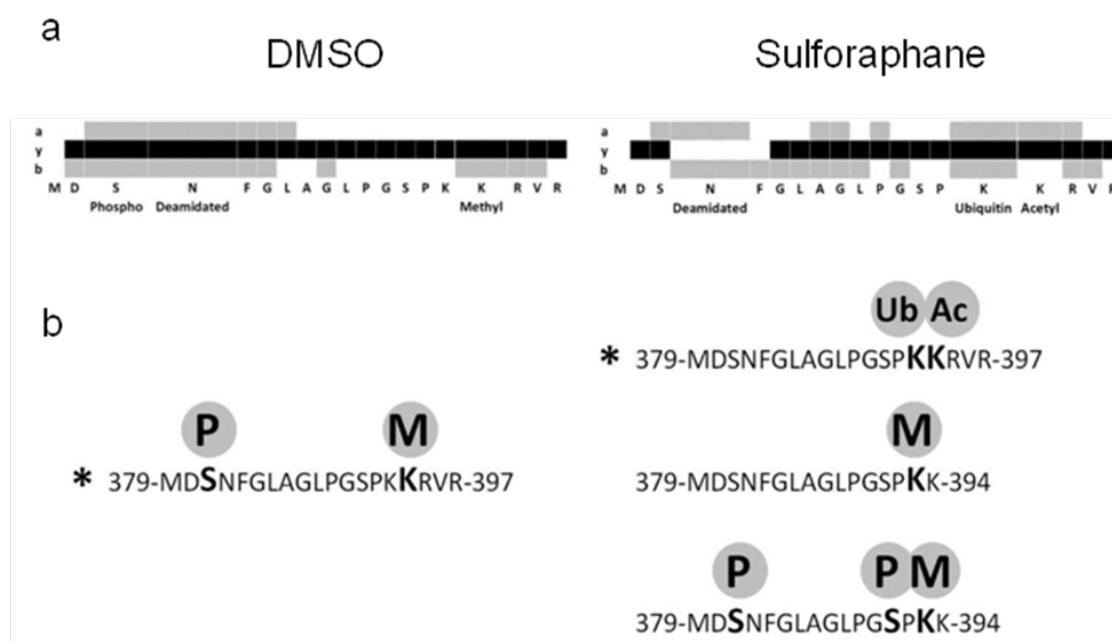 a
DMSO
Sulforaphane
a
y
b
M D S N F G L A G L P G S P K K R V R
Phospho Deamidated Methyl
a
y
b
M D S N F G L A G L P G S P K K R V
Deamidated Ubiquitin Acetyl
b
Ub Ac
* 379-MDSNFGLAGLPGSPKKRVR-397
P M
* 379-MDSNFGLAGLPGSPKKRVR-397
M
379-MDSNFGLAGLPGSPKK-394
P P M
379-MDSNFGLAGLPGSPKK-394